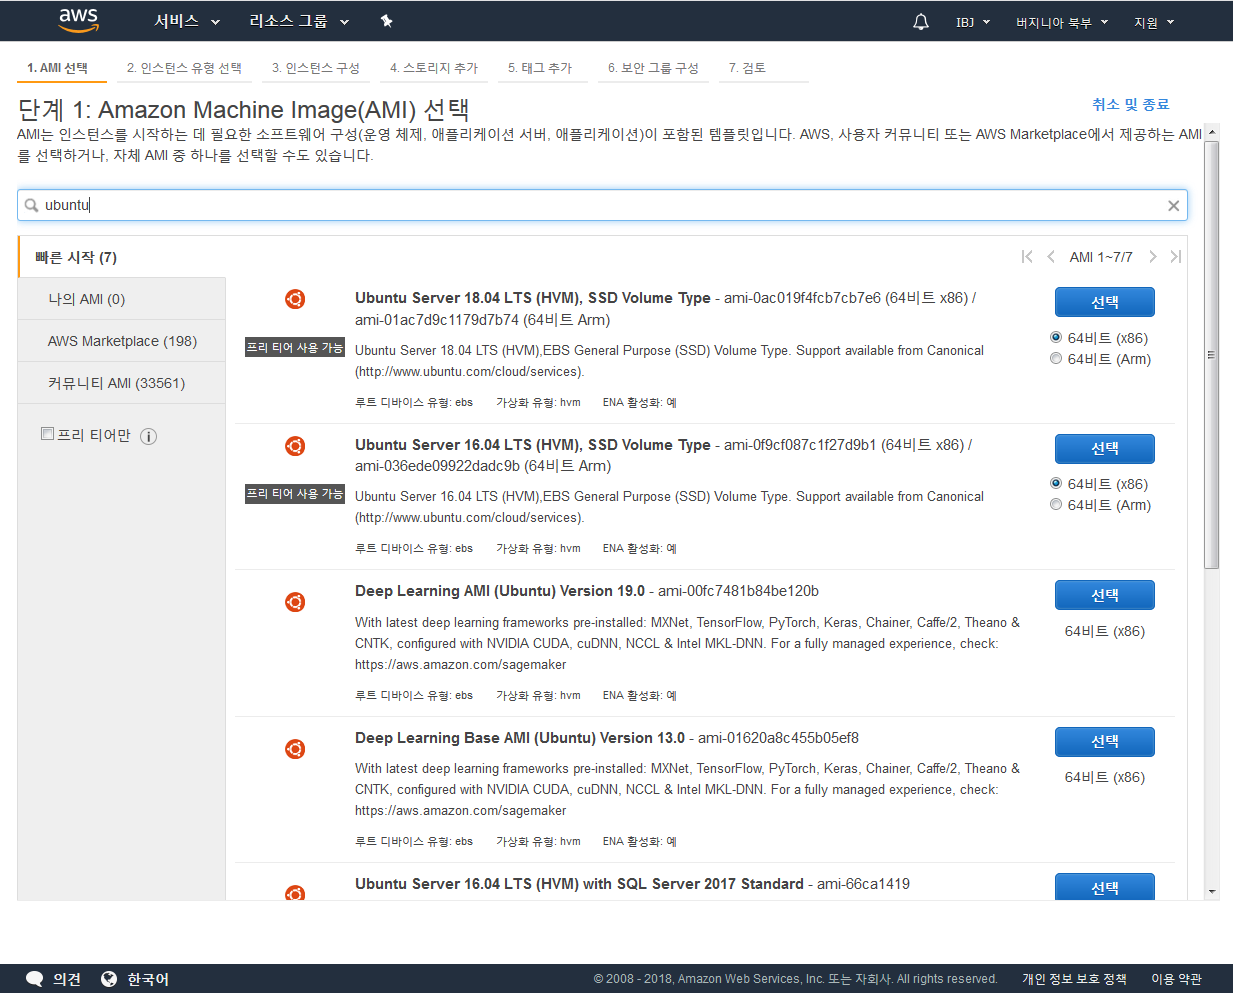 aws 서비스 리소스 그룹 IBJ 버지니아 북부 지원
1. AMI 선택 2. 인스턴스 유형 선택 3. 인스턴스 구성 4. 스토리지 추가 5. 태그 추가 6. 보안 그룹 구성 7. 검토
단계 1: Amazon Machine Image(AMI) 선택
취소 및 종료
AMI는 인스턴스를 시작하는 데 필요한 소프트웨어 구성(운영 체제, 애플리케이션 서버, 애플리케이션)이 포함된 템플릿입니다. AWS, 사용자 커뮤니티 또는 AWS Marketplace에서 제공하는 AMI
를 선택하거나, 자체 AMI 중 하나를 선택할 수도 있습니다.
ubuntu
빠른 시작 (7)
AMI 1~7/7
나의 AMI (0)
AWS Marketplace (198)
커뮤니티 AMI (33561)
프리 티어만
Ubuntu Server 18.04 LTS (HVM), SSD Volume Type - ami-0ac019f4fcb7cb7e6 (64비트 x86) /
ami-01ac7d9c1179d7b74 (64비트 Arm)
프리 티어 사용 가능
Ubuntu Server 18.04 LTS (HVM),EBS General Purpose (SSD) Volume Type. Support available from Canonical
(http://www.ubuntu.com/cloud/services).
루트 디바이스 유형: ebs 가상화 유형: hvm ENA 활성화: 예
선택
64비트 (x86)
64비트 (Arm)
Ubuntu Server 16.04 LTS (HVM), SSD Volume Type - ami-0f9cf087c1f27d9b1 (64비트 x86) /
ami-036ede09922dadc9b (64비트 Arm)
프리 티어 사용 가능
Ubuntu Server 16.04 LTS (HVM),EBS General Purpose (SSD) Volume Type. Support available from Canonical
(http://www.ubuntu.com/cloud/services).
루트 디바이스 유형: ebs 가상화 유형: hvm ENA 활성화: 예
선택
64비트 (x86)
64비트 (Arm)
Deep Learning AMI (Ubuntu) Version 19.0 - ami-00fc7481b84be120b
With latest deep learning frameworks pre-installed: MXNet, TensorFlow, PyTorch, Keras, Chainer, Caffe/2, Theano &
CNTK, configured with NVIDIA CUDA, cuDNN, NCCL & Intel MKL-DNN. For a fully managed experience, check:
https://aws.amazon.com/sagemaker
루트 디바이스 유형: ebs 가상화 유형: hvm ENA 활성화: 예
선택
64비트 (x86)
Deep Learning Base AMI (Ubuntu) Version 13.0 - ami-01620a8c455b05ef8
With latest deep learning frameworks pre-installed: MXNet, TensorFlow, PyTorch, Keras, Chainer, Caffe/2, Theano &
CNTK, configured with NVIDIA CUDA, cuDNN, NCCL & Intel MKL-DNN. For a fully managed experience, check:
https://aws.amazon.com/sagemaker
루트 디바이스 유형: ebs 가상화 유형: hvm ENA 활성화: 예
선택
64비트 (x86)
Ubuntu Server 16.04 LTS (HVM) with SQL Server 2017 Standard - ami-66ca1419
선택
의견 한국어 © 2008 - 2018, Amazon Web Services, Inc. 또는 자회사. All rights reserved. 개인 정보 보호 정책 이용 약관